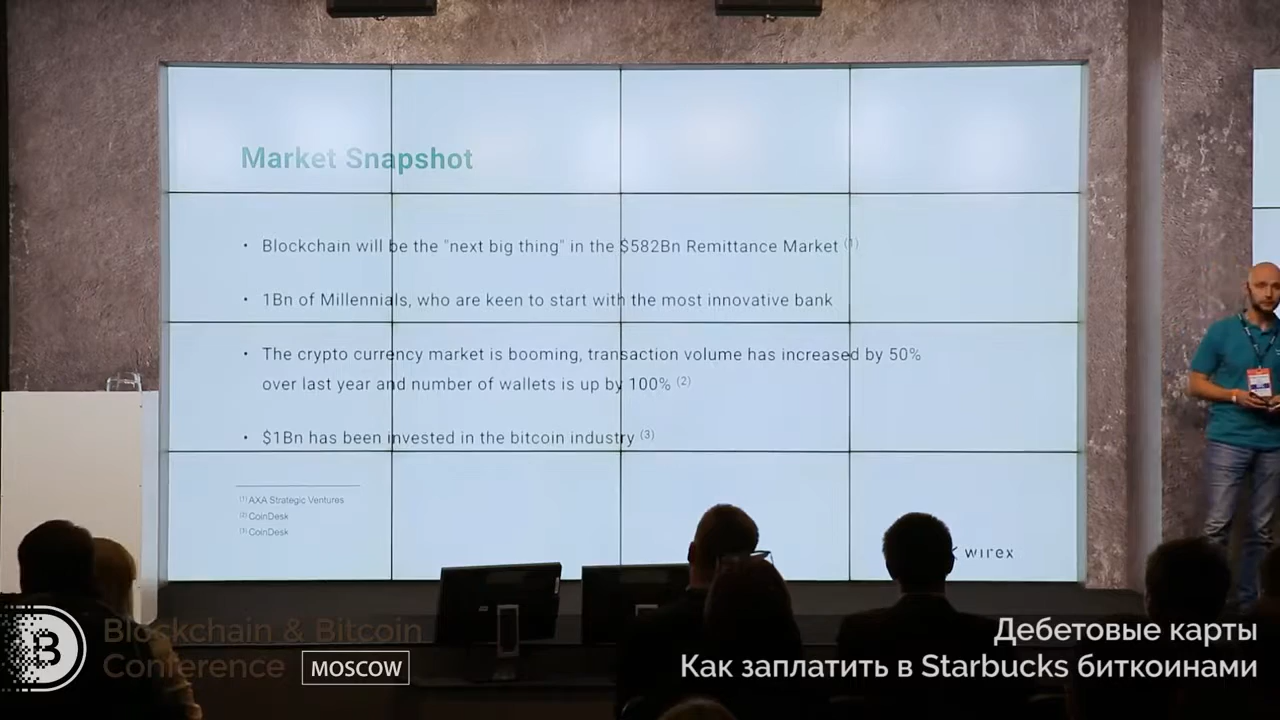 Market Snapshot
• Blockchain will be the "next big thing" in the $582Bn Remittance Market (1)
• 1Bn of Millennials, who are keen to start with the most innovative bank
• The crypto currency market is booming, transaction volume has increased by 50%
over last year and number of wallets is up by 100% (2)
• $1Bn has been invested in the bitcoin industry (3)
(1) AXA Strategic Ventures
(2) CoinDesk
(3) CoinDesk
wirex
Blockchain & Bitcoin
Conference MOSCOW
Дебетовые карты
Как заплатить в Starbucks биткоинами